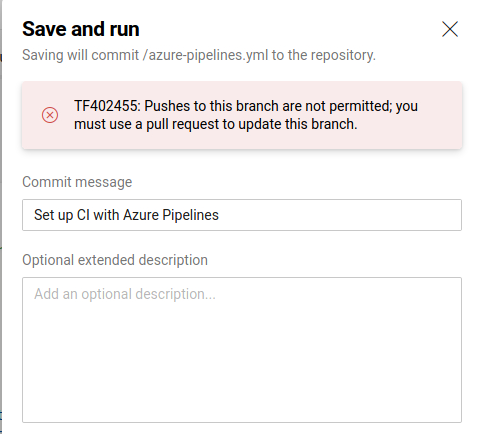 Save and run
Saving will commit /azure-pipelines.yml to the repository.
TF402455: Pushes to this branch are not permitted; you
must use a pull request to update this branch.
Commit message
Set up CI with Azure Pipelines
Optional extended description
Add an optional description...